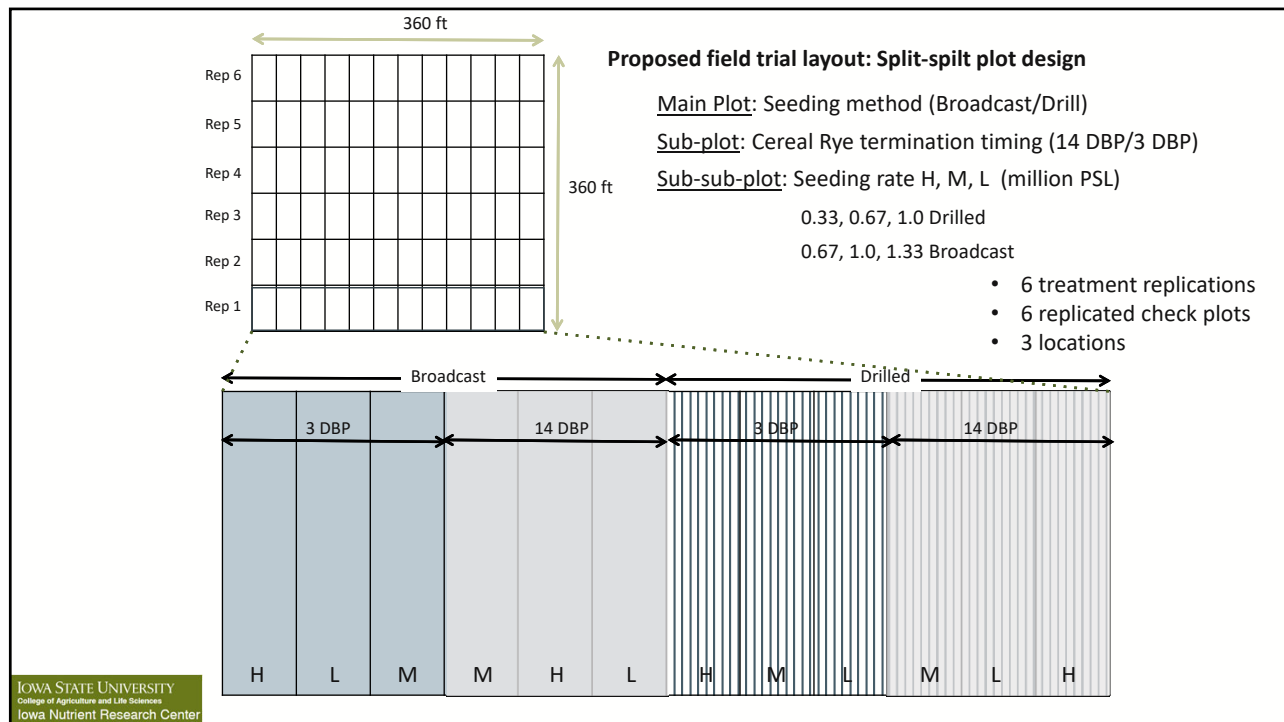 360 ft
Proposed field trial layout: Split-spilt plot design
Rep 6
Rep 5
Rep 4
Rep 3
Rep 2
Rep 1
360 ft
Main Plot: Seeding method (Broadcast/Drill)
Sub-plot: Cereal Rye termination timing (14 DBP/3 DBP)
Sub-sub-plot: Seeding rate H, M, L (million PSL)
0.33, 0.67, 1.0 Drilled
0.67, 1.0, 1.33 Broadcast
• 6 treatment replications
• 6 replicated check plots
• 3 locations
Broadcast Drilled
3 DBP 14 DBP 3 DBP 14 DBP
H L M M H L H M L M L H
IOWA STATE UNIVERSITY
College of Agriculture and Life Sciences
Iowa Nutrient Research Center